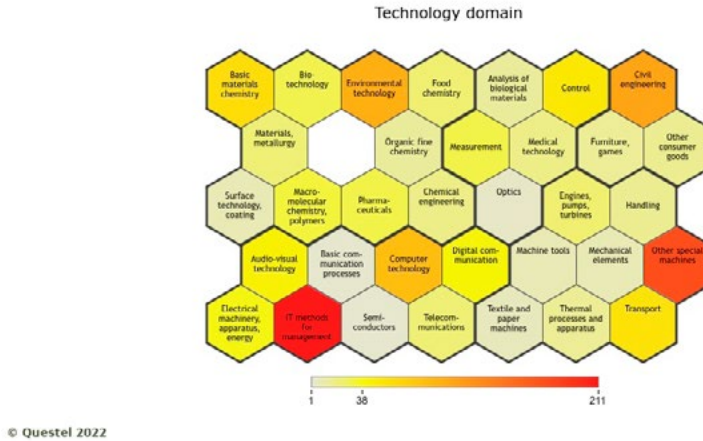 Technology domain
Basic
materials
chemistry
Bio-
technology
Environmental
technology
Food
chemistry
Analysis of
biological
materials
Control
Civil
engineering
Materials,
metallurgy
Organic fine
chemistry
Measurement
Medical
technology
Furniture,
games
Other
consumer
goods
Surface
technology,
coating
Macro-
molecular
chemistry,
polymers
Pharma-
ceuticals
Chemical
engineering
Optics
Engines,
pumps,
turbines
Handling
Audio-visual
technology
Basic com-
munication
processes
Computer
technology
Digital com-
munication
Machine tools
Mechanical
elements
Other special
machines
Electrical
machinery,
apparatus,
energy
IT methods
for
management
Semi-
conductors
Telecom-
munications
Textile and
paper
machines
Thermal
processes and
apparatus
Transport
1 38 211
© Questel 2022